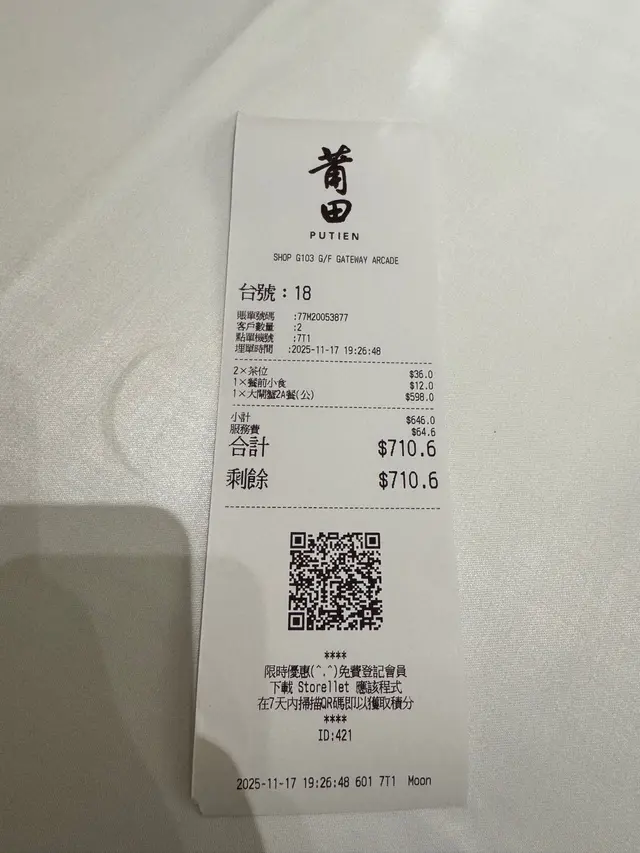 莆
田
PUTIEN
SHOP G103 G/F GATEWAY ARCADE
台號：18
賬單號碼 :77M20053877
客戶數量 :2
點單機號 :7T1
埋單時間 :2025-11-17 19:26:48
2×茶位 $36.0
1×餐前小食 $12.0
1×大閘蟹2A餐(公) $598.0
小計 $646.0
服務費 $64.6
合計 $710.6
剩餘 $710.6
****
限時優惠(^.^)免費登記會員
下載 Storellet 應該程式
在7天內掃描QR碼即以獲取積分
****
ID:421
2025-11-17 19:26:48 601 7T1 Moon